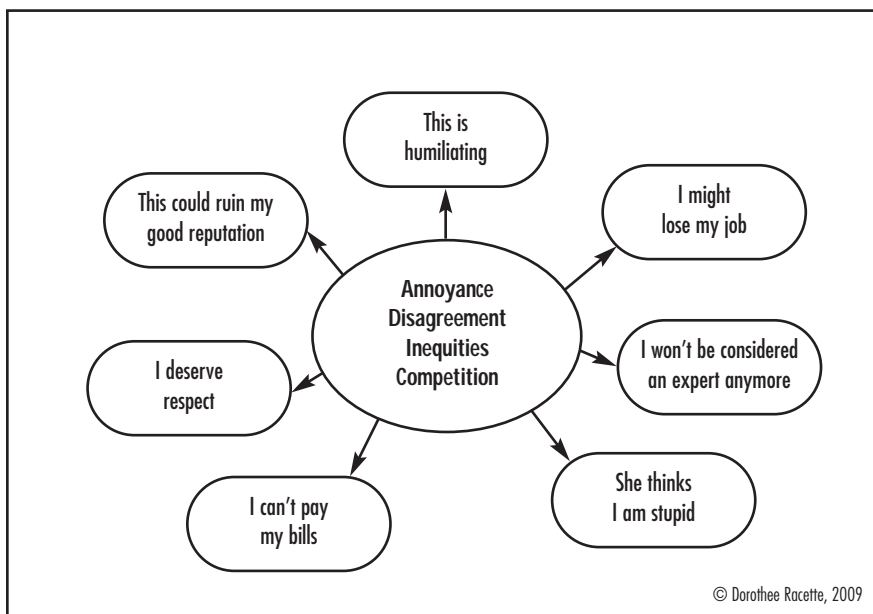 This is
humiliating
This could ruin my
good reputation
I might
lose my job
Annoyance
Disagreement
Inequities
Competition
I deserve
respect
I won't be considered
an expert anymore
I can't pay
my bills
She thinks
I am stupid
© Dorothee Racette, 2009